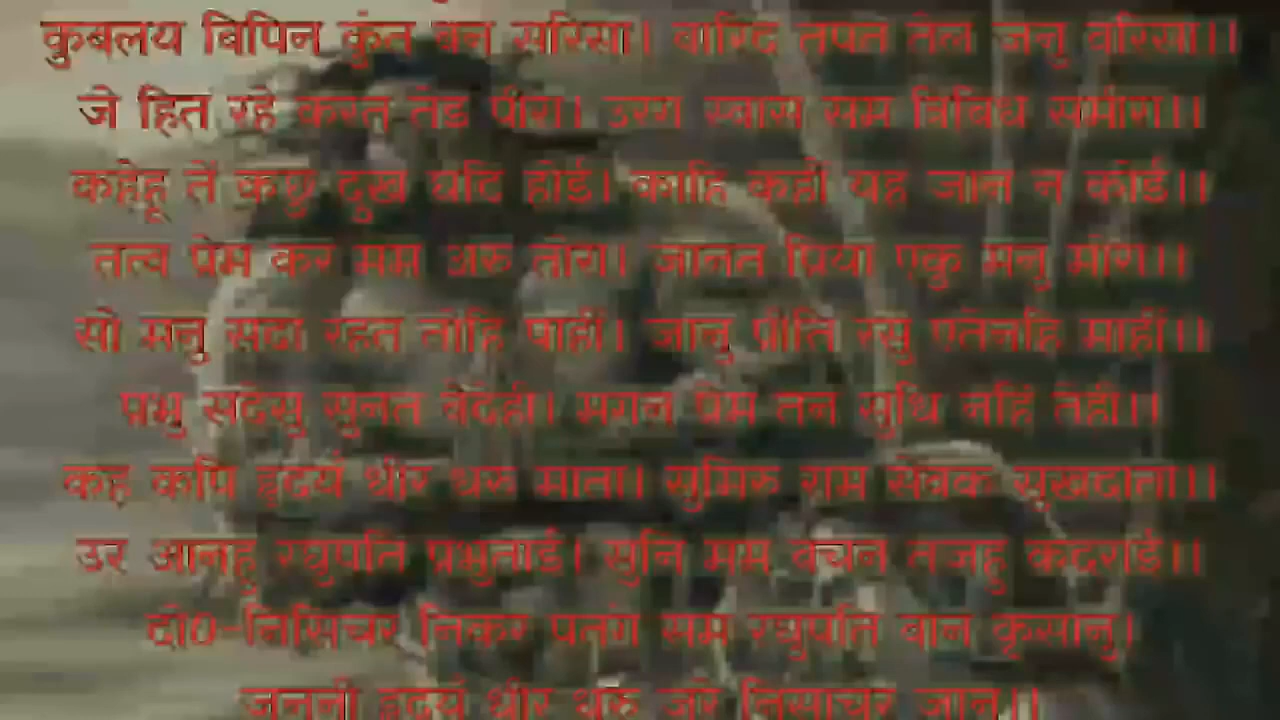 कुबलय बिपिन कुंत बन सरिसा। बारिद तपत तेल जनु बरिसा।।
जे हित रहे करत तेइ पीरा। उरग स्वास सम त्रिबिध समीरा।।
कहेहू तें कछु दुख घटि होई। काहि कहौं यह जान न कोई।।
तत्व प्रेम कर मम अरु तोरा। जानत प्रिया एकु मनु मोरा।।
सो मनु सदा रहत तोहि पाहीं। जानु प्रीति रसु एतेनहि माहीं।।
प्रभु संदेसु सुनत बैदेही। मगन प्रेम तन सुधि नहिं तेही।।
कह कपि हृदयँ धीर धरु माता। सुमिरु राम सेवक सुखदाता।।
उर आनहु रघुपति प्रभुताई। सुनि मम बचन तजहु कदराई।।
दो0-निसिचर निकर पतंग सम रघुपति बान कृसानु।
जननी हृदयँ धीर धरु जरे निसाचर जानु।।